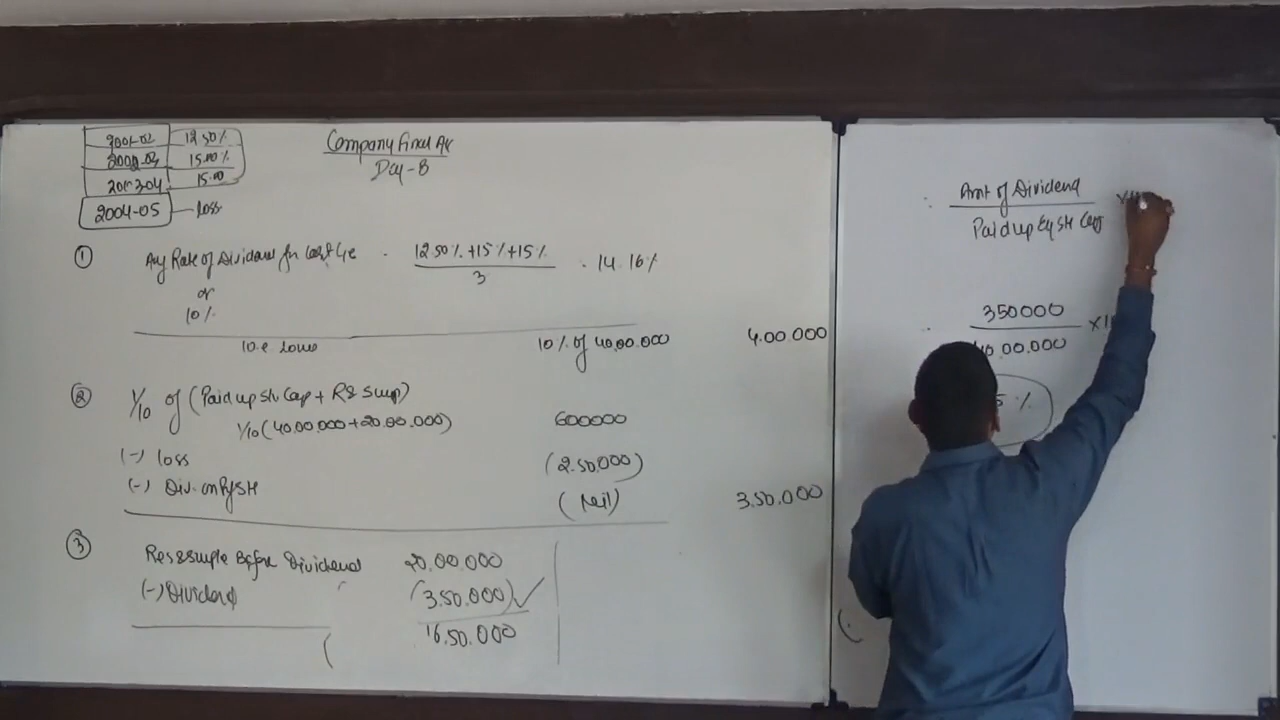 Company Final A/c
Day-8
2001-02 12.50%
2002-03 15.00%
2003-04 15.00
2004-05 — loss
① Avg Rate of Dividend for Last 3 = 12.50% + 15% + 15% / 3 = 14.16%
or
10%
10% of 40,00,000 4,00,000
② 1/10 of (Paid up Sh Cap + R & Surp)
1/10 (40,00,000 + 20,00,000) 600000
(-) Loss (2,50,000)
(-) Div. on Pf SH (Nil) 3,50,000
③ Res & surple Before Dividend 20,00,000
(-) Dividend (3,50,000) ✓
16,50,000
Amt of Dividend
Paid up Eq Sh Cap
350000
00,000
%